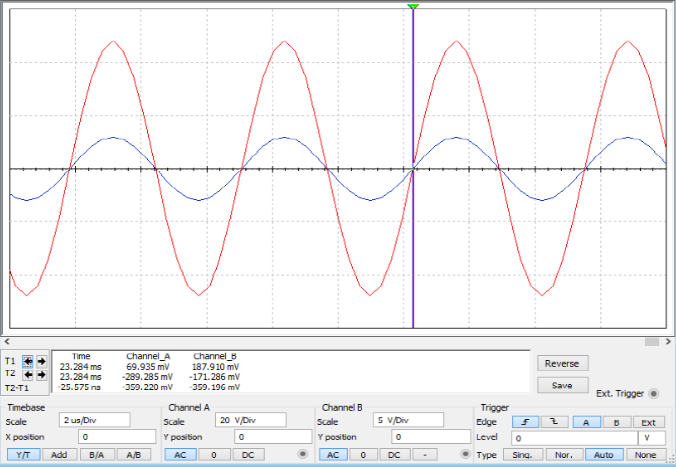 Time Channel_A Channel_B
T1 23.284 ms 69.935 mV 187.910 mV
T2 23.284 ms -289.285 mV -171.286 mV
T2-T1 -25.575 ns -359.220 mV -359.196 mV
Reverse
Save
Ext. Trigger
Timebase Channel A Channel B Trigger
Scale 2 us/Div Scale 20 V/Div Scale 5 V/Div Edge A B Ext
X position 0 Y position 0 Y position 0 Level 0 V
Y/T Add B/A A/B AC 0 DC AC 0 DC - Type Sing. Nor. Auto None